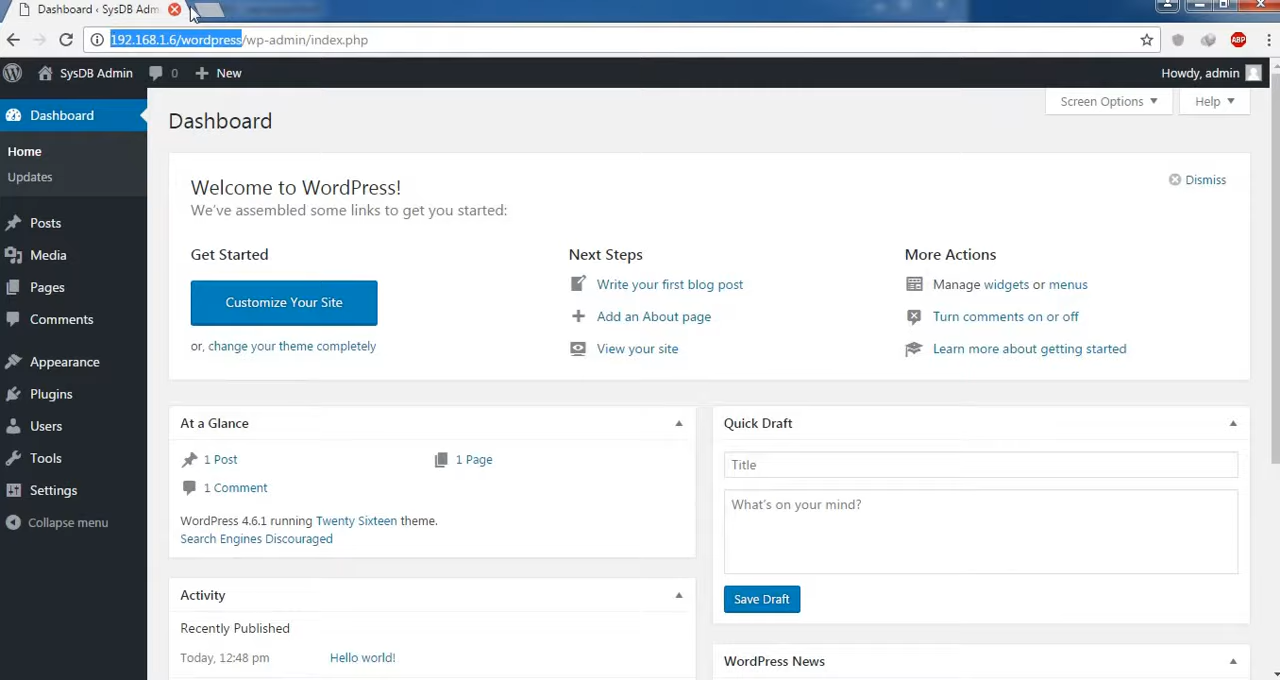 Dashboard ‹ SysDB Adm
192.168.1.6/wordpress/wp-admin/index.php
ABP
SysDB Admin 0 New Howdy, admin
Dashboard
Home
Updates
Posts
Media
Pages
Comments
Appearance
Plugins
Users
Tools
Settings
Collapse menu
Screen Options Help
Dashboard
Welcome to WordPress!
Dismiss
We've assembled some links to get you started:
Get Started
Customize Your Site
or, change your theme completely
Next Steps
Write your first blog post
Add an About page
View your site
More Actions
Manage widgets or menus
Turn comments on or off
Learn more about getting started
At a Glance
1 Post 1 Page
1 Comment
WordPress 4.6.1 running Twenty Sixteen theme.
Search Engines Discouraged
Activity
Recently Published
Today, 12:48 pm Hello world!
Quick Draft
Title
What's on your mind?
Save Draft
WordPress News